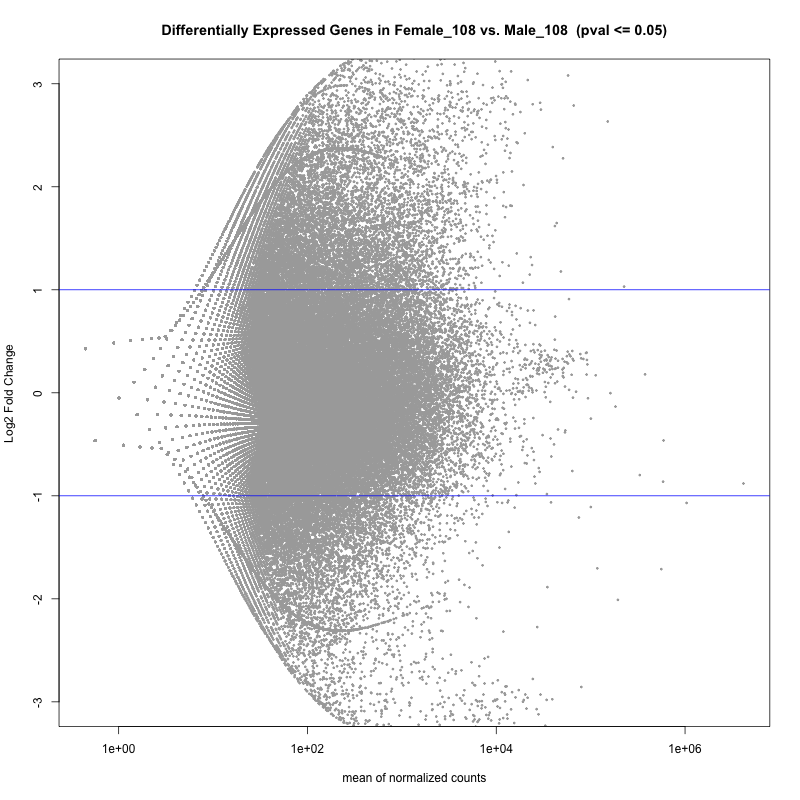 Differentially Expressed Genes in Female_108 vs. Male_108 (pval <= 0.05)
3
2
1
0
-1
-2
-3
Log2 Fold Change
1e+00 1e+02 1e+04 1e+06
mean of normalized counts